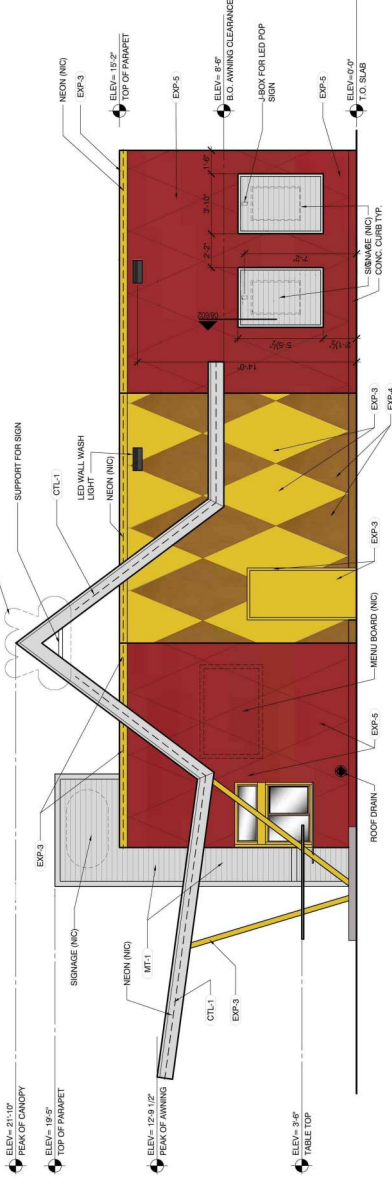 ELEV= 21'-10"
PEAK OF CANOPY
ELEV= 19'-5"
TOP OF PARAPET
ELEV= 12'-9 1/2"
PEAK OF AWNING
ELEV= 3'-6"
TABLE TOP
SIGNAGE (NIC)
MT-1
NEON (NIC)
CTL-1
EXP-3
EXP-3
SUPPORT FOR SIGN
CTL-1
LED WALL WASH
LIGHT
NEON (NIC)
ROOF DRAIN
EXP-5
MENU BOARD (NIC)
EXP-3
EXP-3
EXP-4
14'-0"
2'-2"
3'-10"
1'-6"
7'-2"
SIGNAGE (NIC)
CONC. CURB TYP.
NEON (NIC)
EXP-3
ELEV= 15'-2"
TOP OF PARAPET
EXP-5
ELEV= 8'-6"
B.O. AWNING CLEARANCE
J-BOX FOR LED POP
SIGN
EXP-5
ELEV=0'-0"
T.O. SLAB